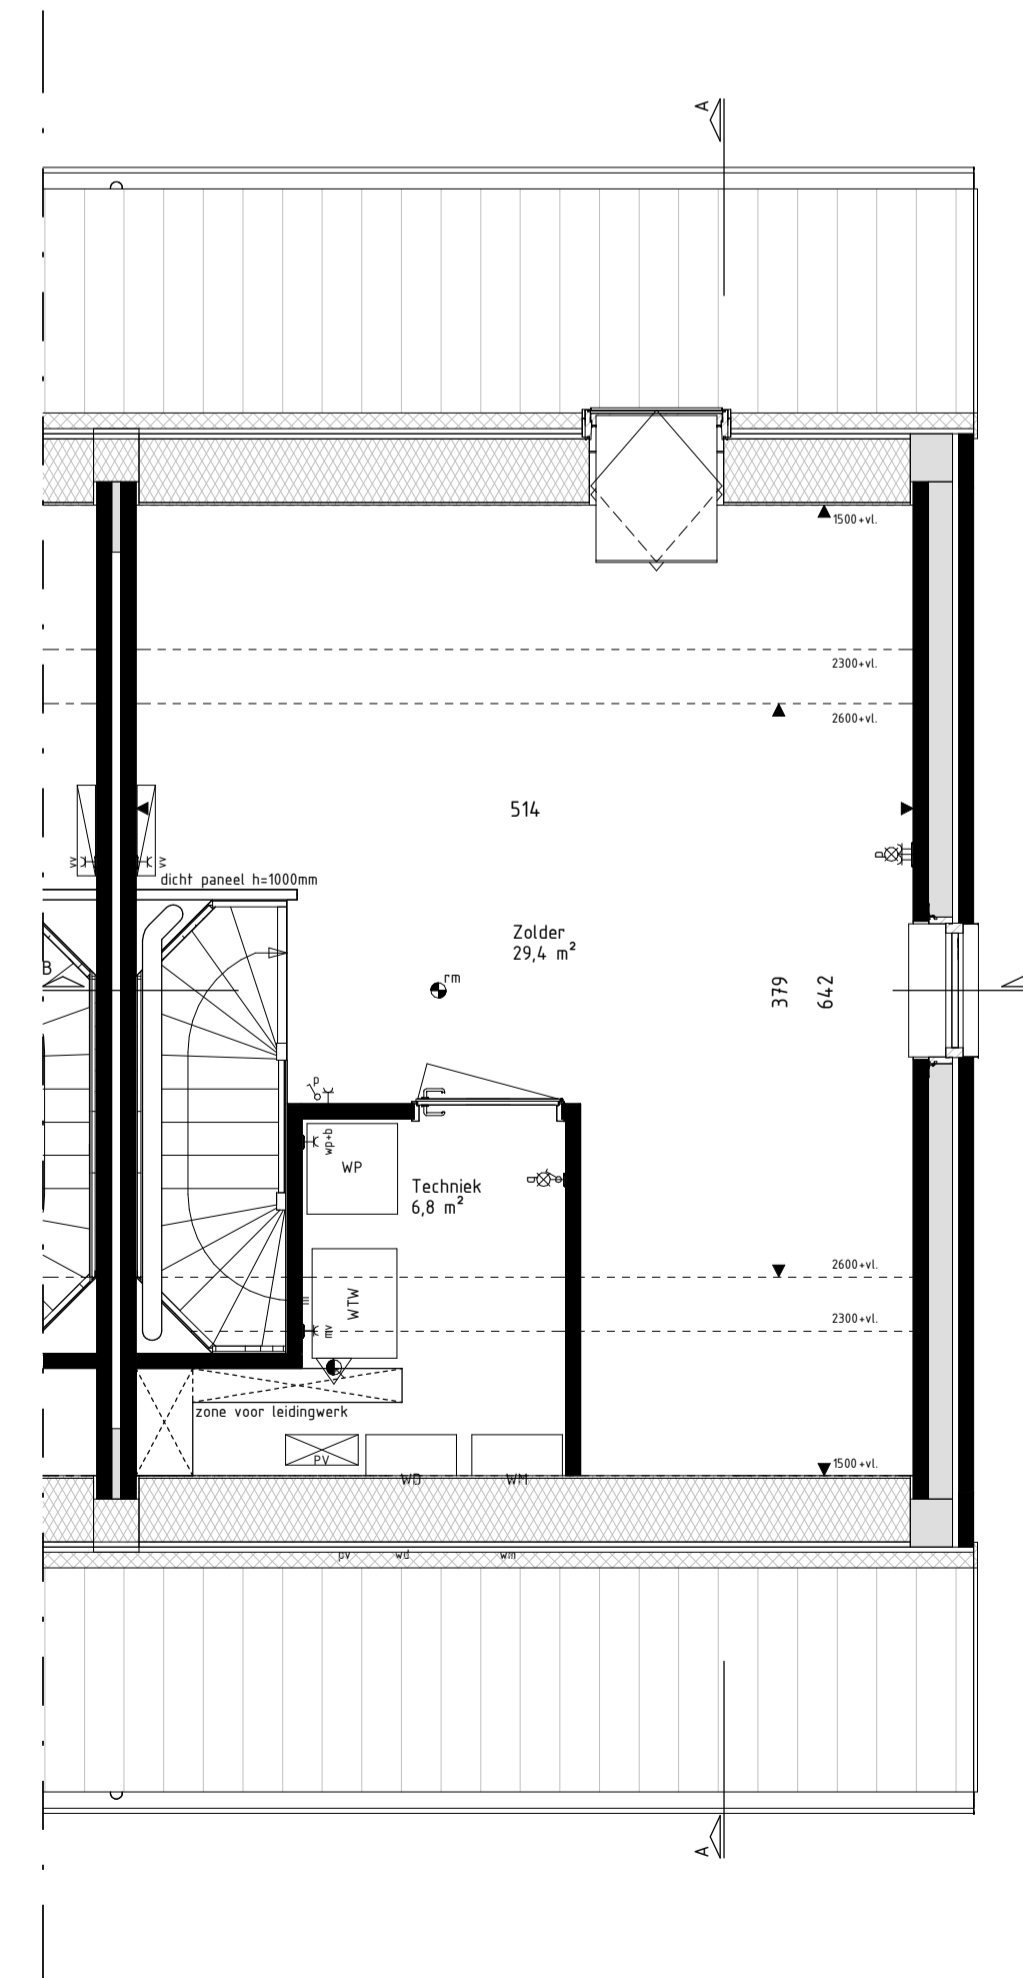 A
1500+vl.
2300+vl.
2600+vl.
514
vv
vv
p
dicht paneel h=1000mm
Zolder
29,4 m²
B
rm
379
642
p
wp+b
WP
Techniek
6,8 m²
2600+vl.
WTW
m
mv
2300+vl.
zone voor leidingwerk
PV
WD
WM
1500+vl.
pv
wd
wm
A